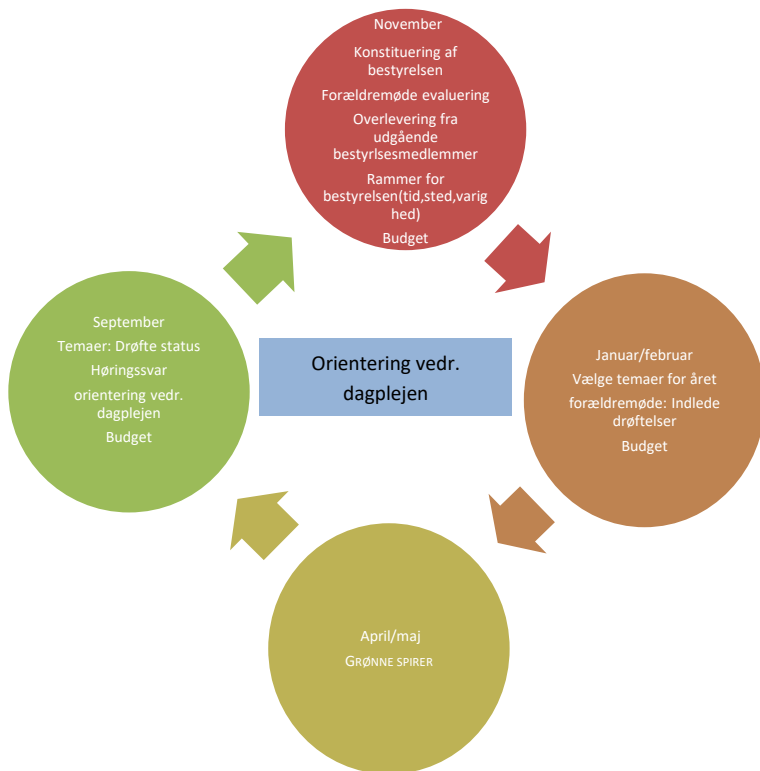 November
Konstituering af
bestyrelsen
Forældremøde evaluering
Overlevering fra
udgående
bestyrlsesmedlemmer
Rammer for
bestyrelsen(tid,sted,varig
hed)
Budget
Januar/februar
Vælge temaer for året
forældremøde: Indlede
drøftelser
Budget
April/maj
GRØNNE SPIRER
September
Temaer: Drøfte status
Høringssvar
orientering vedr.
dagplejen
Budget
Orientering vedr.
dagplejen